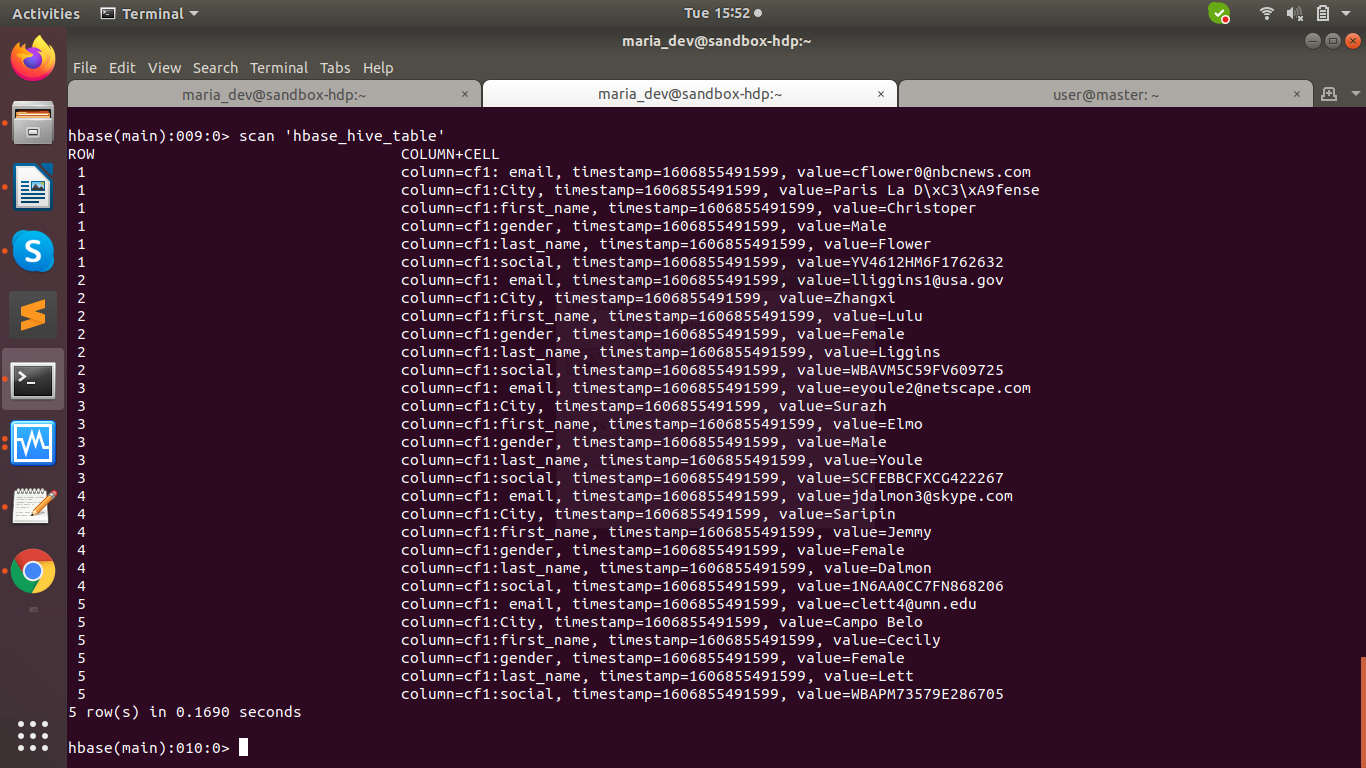 Activities Terminal Tue 15:52
maria_dev@sandbox-hdp:~
File Edit View Search Terminal Tabs Help
maria_dev@sandbox-hdp:~ × maria_dev@sandbox-hdp:~ × user@master: ~ ×
hbase(main):009:0> scan 'hbase_hive_table'
ROW COLUMN+CELL
1 column=cf1: email, timestamp=1606855491599, value=cflower0@nbcnews.com
1 column=cf1:City, timestamp=1606855491599, value=Paris La D\xC3\xA9fense
1 column=cf1:first_name, timestamp=1606855491599, value=Christoper
1 column=cf1:gender, timestamp=1606855491599, value=Male
1 column=cf1:last_name, timestamp=1606855491599, value=Flower
1 column=cf1:social, timestamp=1606855491599, value=YV4612HM6F1762632
2 column=cf1: email, timestamp=1606855491599, value=lliggins1@usa.gov
2 column=cf1:City, timestamp=1606855491599, value=Zhangxi
2 column=cf1:first_name, timestamp=1606855491599, value=Lulu
2 column=cf1:gender, timestamp=1606855491599, value=Female
2 column=cf1:last_name, timestamp=1606855491599, value=Liggins
2 column=cf1:social, timestamp=1606855491599, value=WBAVM5C59FV609725
3 column=cf1: email, timestamp=1606855491599, value=eyoule2@netscape.com
3 column=cf1:City, timestamp=1606855491599, value=Surazh
3 column=cf1:first_name, timestamp=1606855491599, value=Elmo
3 column=cf1:gender, timestamp=1606855491599, value=Male
3 column=cf1:last_name, timestamp=1606855491599, value=Youle
3 column=cf1:social, timestamp=1606855491599, value=SCFEBBCFXCG422267
4 column=cf1: email, timestamp=1606855491599, value=jdalmon3@skype.com
4 column=cf1:City, timestamp=1606855491599, value=Saripin
4 column=cf1:first_name, timestamp=1606855491599, value=Jemmy
4 column=cf1:gender, timestamp=1606855491599, value=Female
4 column=cf1:last_name, timestamp=1606855491599, value=Dalmon
4 column=cf1:social, timestamp=1606855491599, value=1N6AA0CC7FN868206
5 column=cf1: email, timestamp=1606855491599, value=clett4@umn.edu
5 column=cf1:City, timestamp=1606855491599, value=Campo Belo
5 column=cf1:first_name, timestamp=1606855491599, value=Cecily
5 column=cf1:gender, timestamp=1606855491599, value=Female
5 column=cf1:last_name, timestamp=1606855491599, value=Lett
5 column=cf1:social, timestamp=1606855491599, value=WBAPM73579E286705
5 row(s) in 0.1690 seconds
hbase(main):010:0>